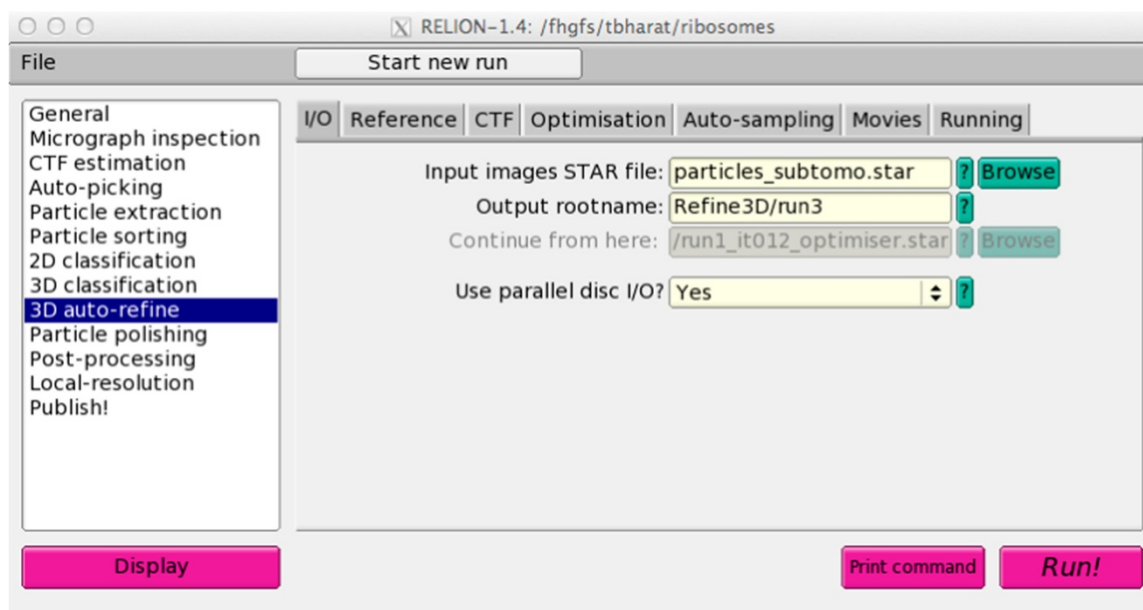 RELION-1.4: /fhgfs/tbharat/ribosomes
File
Start new run
General
Micrograph inspection
CTF estimation
Auto-picking
Particle extraction
Particle sorting
2D classification
3D classification
3D auto-refine
Particle polishing
Post-processing
Local-resolution
Publish!
I/O Reference CTF Optimisation Auto-sampling Movies Running
Input images STAR file: particles_subtomo.star ? Browse
Output rootname: Refine3D/run3 ?
Continue from here: /run1_it012_optimiser.star ? Browse
Use parallel disc I/O? Yes ?
Display
Print command
Run!